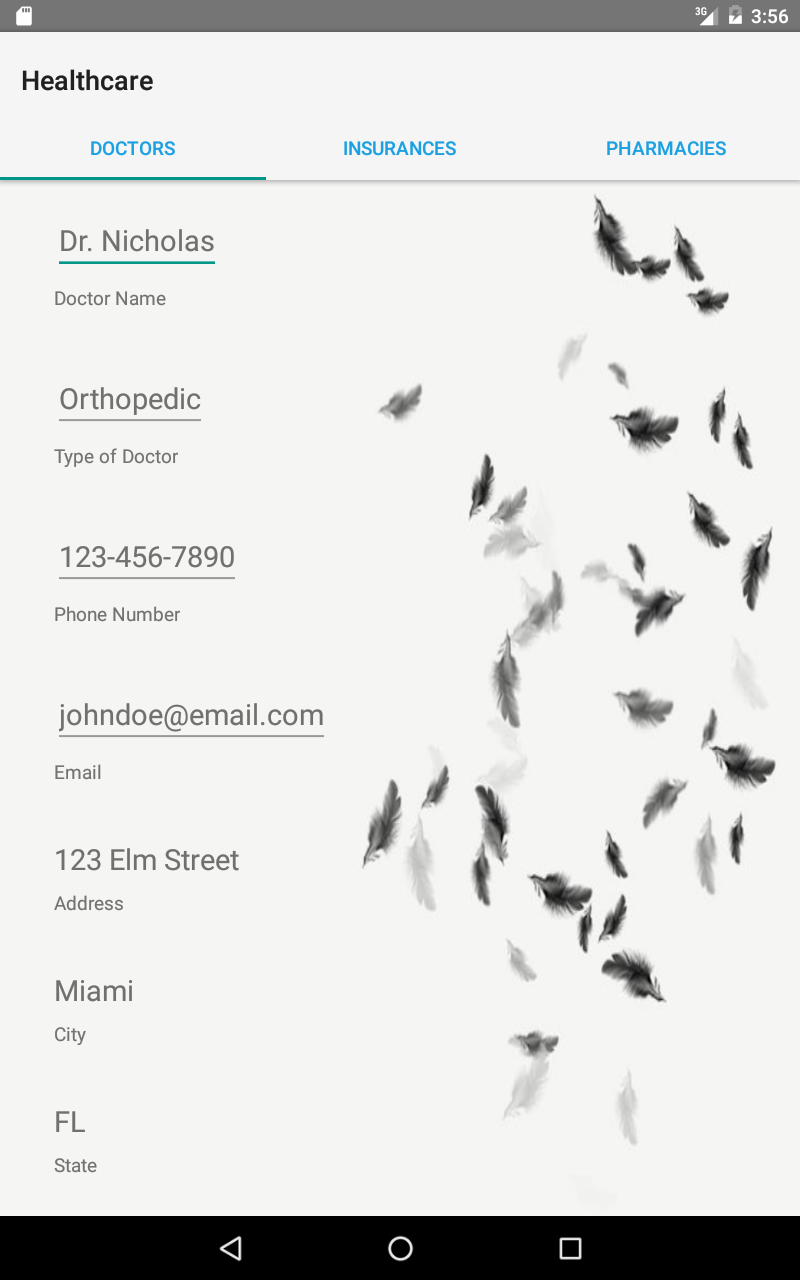 3G 3:56
Healthcare
DOCTORS INSURANCES PHARMACIES
Dr. Nicholas
Doctor Name
Orthopedic
Type of Doctor
123-456-7890
Phone Number
johndoe@email.com
Email
123 Elm Street
Address
Miami
City
FL
State